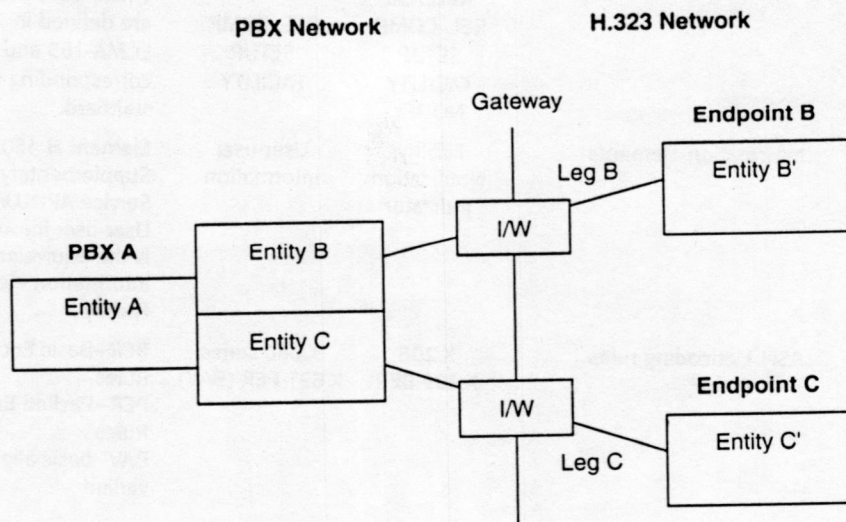 PBX Network
H.323 Network
Gateway
Endpoint B
Leg B
Entity B'
I/W
PBX A
Entity B
Entity A
Entity C
Endpoint C
I/W
Entity C'
Leg C